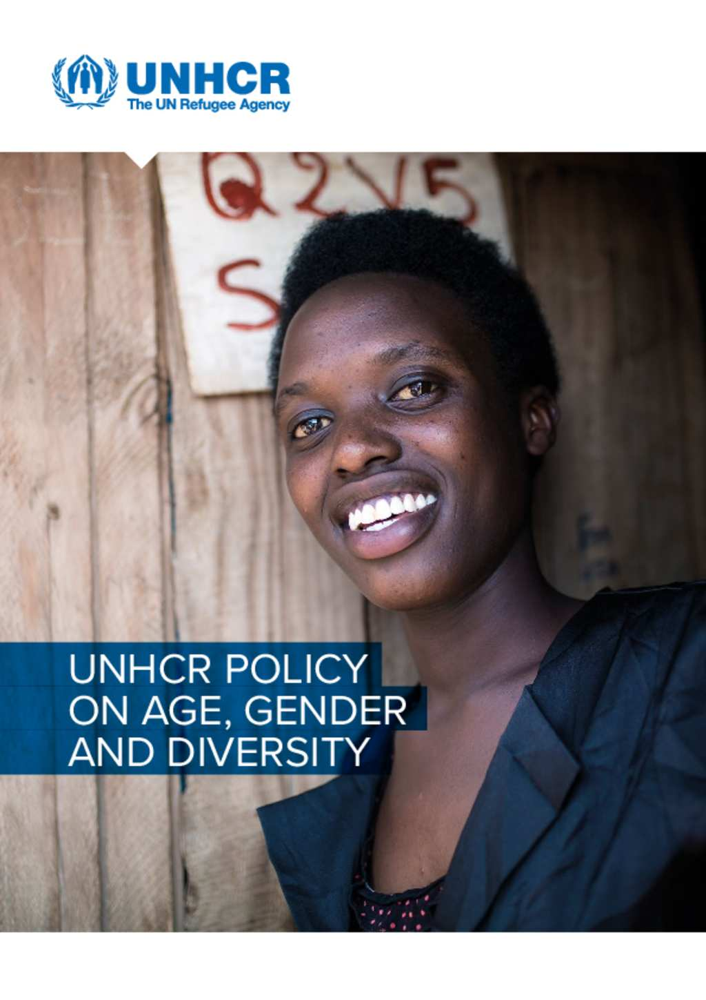 UNHCR
The UN Refugee Agency
Q2V5
S
UNHCR POLICY
ON AGE, GENDER
AND DIVERSITY